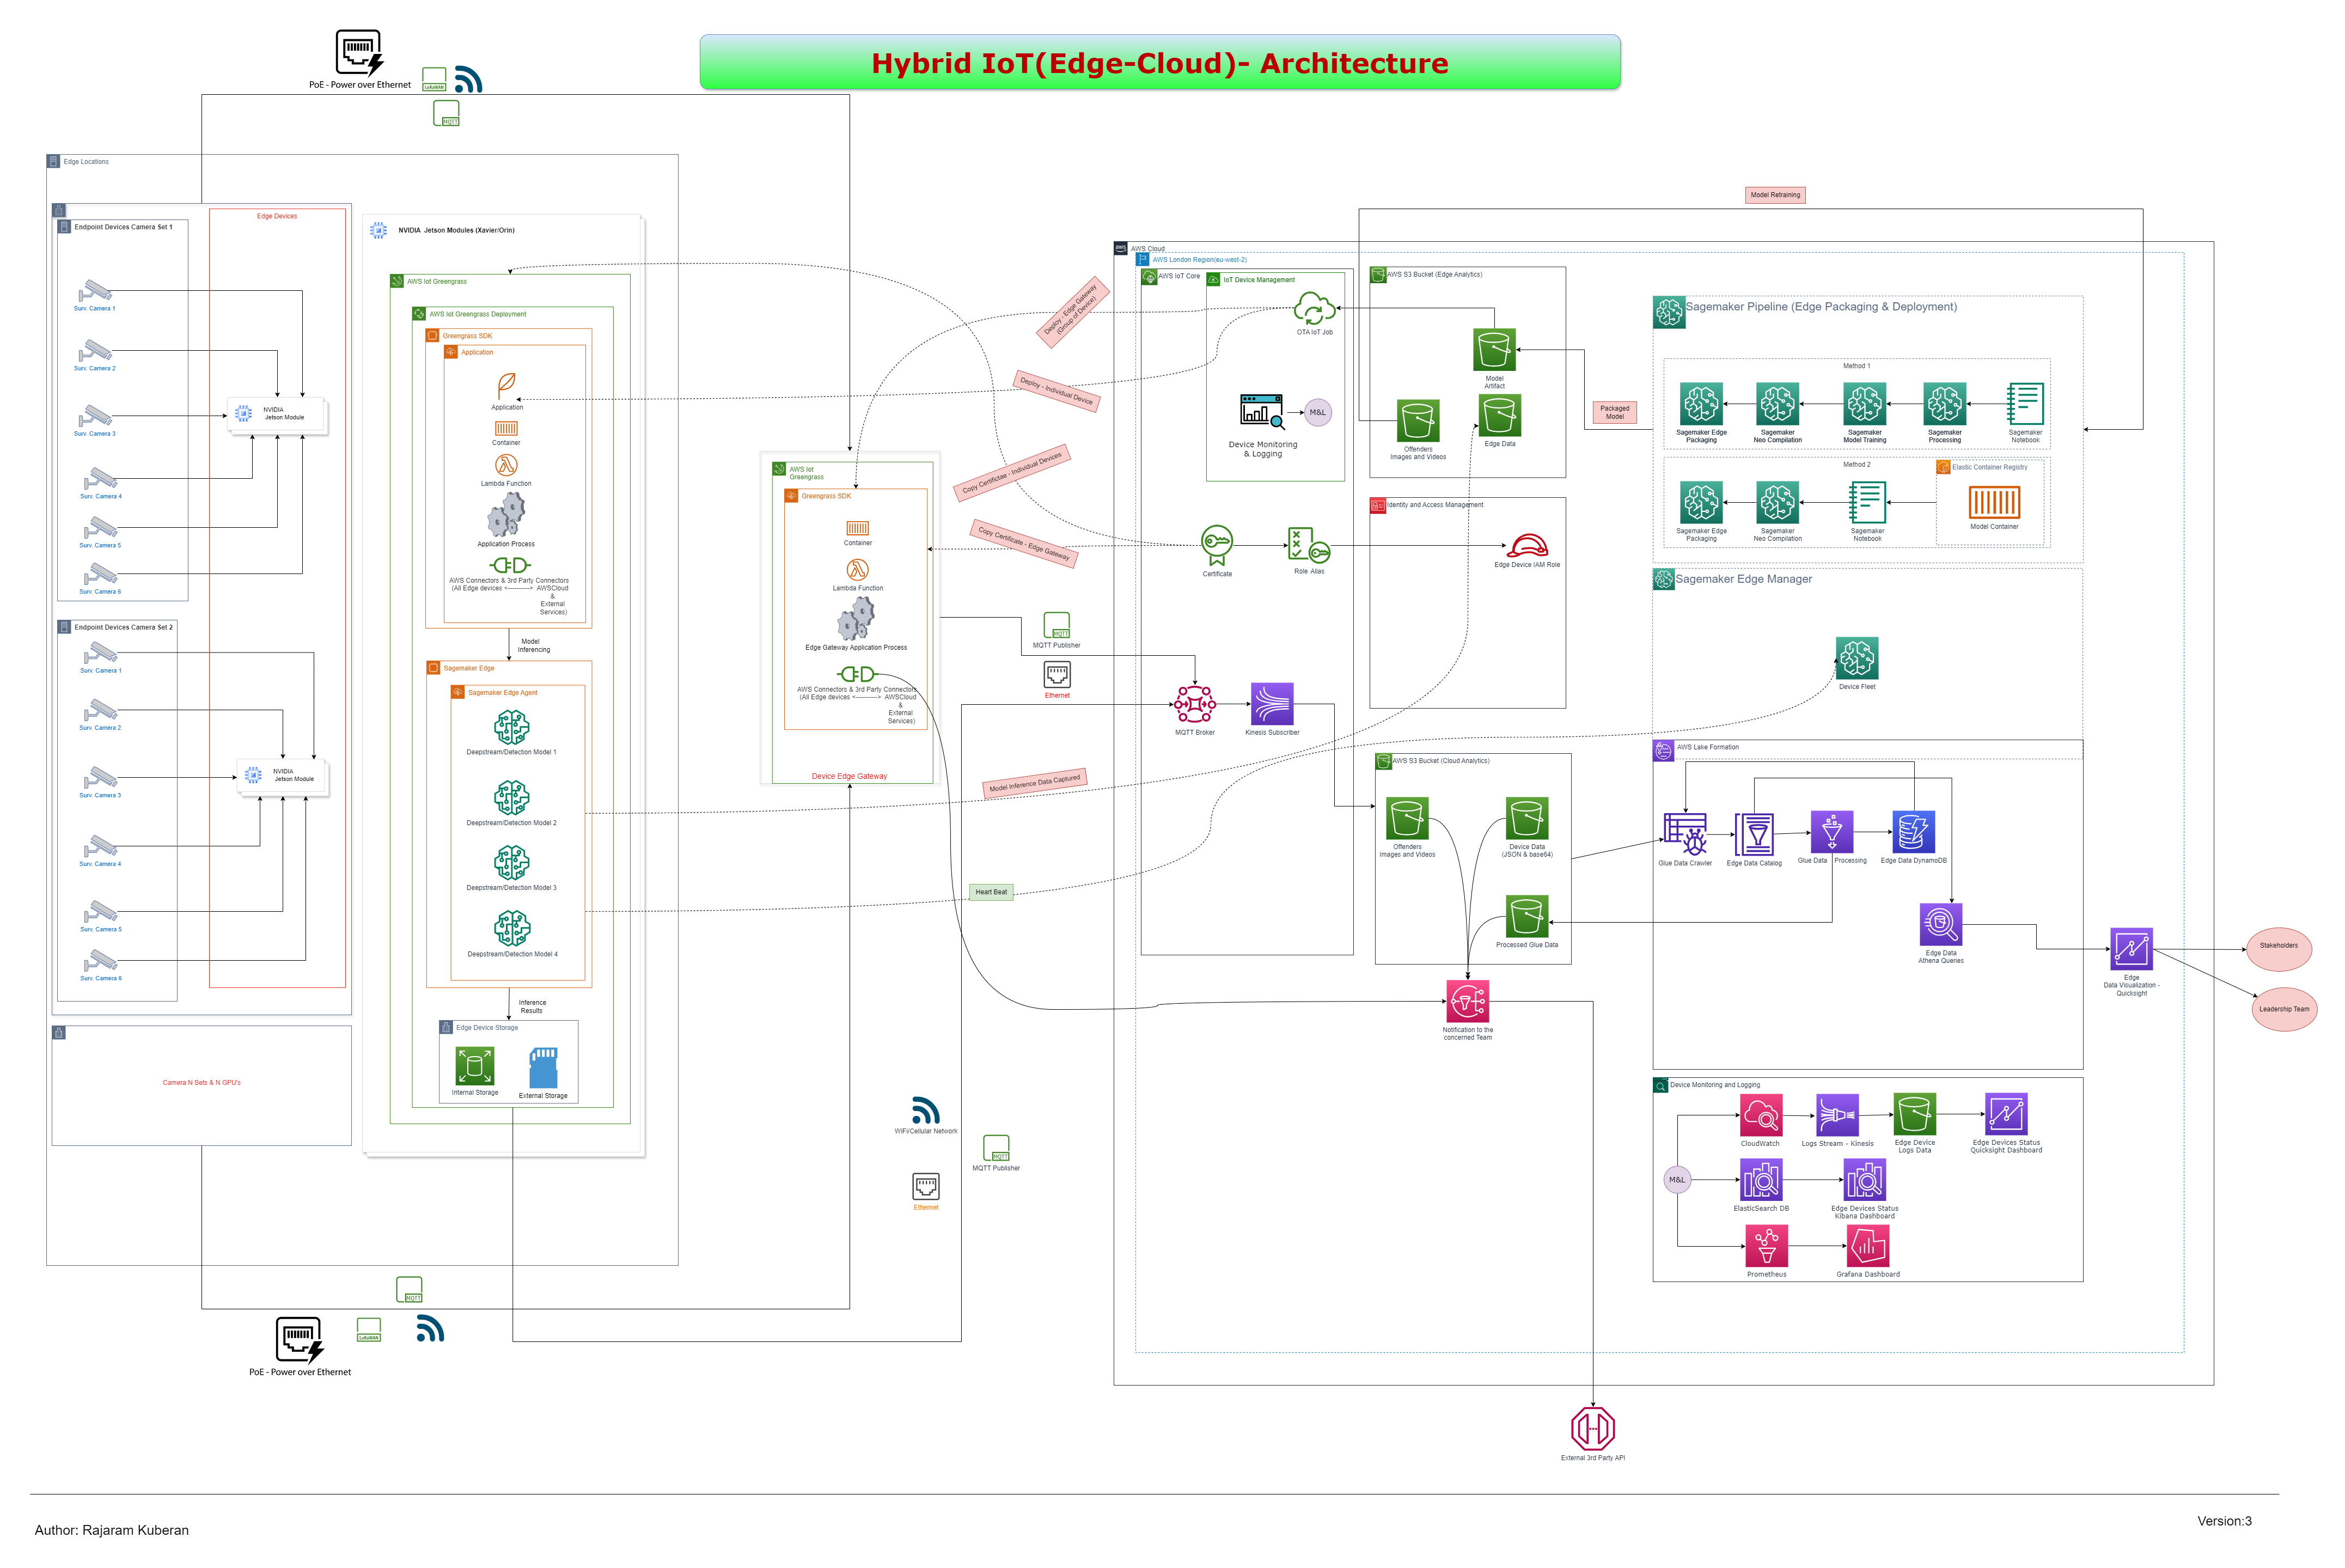 Hybrid IoT(Edge-Cloud)- Architecture
PoE - Power over Ethernet
LoRaWAN
MQTT
Edge Locations
Edge Devices
Endpoint Devices Camera Set 1
Surv. Camera 1
Surv. Camera 2
Surv. Camera 3
Surv. Camera 4
Surv. Camera 5
Surv. Camera 6
NVIDIA
Jetson Module
Endpoint Devices Camera Set 2
Surv. Camera 1
Surv. Camera 2
Surv. Camera 3
Surv. Camera 4
Surv. Camera 5
Surv. Camera 6
NVIDIA
Jetson Module
Camera N Sets & N GPU's
NVIDIA Jetson Modules (Xavier/Orin)
AWS Iot Greengrass
AWS Iot Greengrass Deployment
Greengrass SDK
Application
Application
Container
Lambda Function
Application Process
AWS Connectors & 3rd Party Connectors
(All Edge devices <----------> AWSCloud
&
External
Services)
Model
Inferencing
Sagemaker Edge
Sagemaker Edge Agent
Deepstream/Detection Model 1
Deepstream/Detection Model 2
Deepstream/Detection Model 3
Deepstream/Detection Model 4
Inference
Results
Edge Device Storage
Internal Storage
External Storage
MQTT
LoRaWAN
PoE - Power over Ethernet
AWS Iot
Greengrass
Greengrass SDK
Container
Lambda Function
Edge Gateway Application Process
AWS Connectors & 3rd Party Connectors
(All Edge devices <----------> AWSCloud
&
External
Services)
Device Edge Gateway
Deploy - Edge Gateway
(Group of Device)
Deploy - Individual Device
Copy Certifictae - Individual Devices
Copy Certificate - Edge Gateway
MQTT
MQTT Publisher
Ethernet
Model Inference Data Captured
Heart Beat
WiFi/Cellular Network
MQTT
MQTT Publisher
Ethernet
AWS Cloud
AWS London Region(eu-west-2)
AWS IoT Core
IoT Device Management
OTA IoT Job
Device Monitoring
& Logging
M&L
Certificate
Role Alias
MQTT Broker
Kinesis Subscriber
AWS S3 Bucket (Edge Analytics)
Model
Artifact
Offenders
Images and Videos
Edge Data
Identity and Access Management
Edge Device IAM Role
AWS S3 Bucket (Cloud Analytics)
Offenders
Images and Videos
Device Data
(JSON & base64)
Processed Glue Data
Notification to the
concerned Team
External 3rd Party API
Model Retraining
Packaged
Model
Sagemaker Pipeline (Edge Packaging & Deployment)
Method 1
Sagemaker Edge
Packaging
Sagemaker
Neo Compilation
Sagemaker
Model Training
Sagemaker
Processing
Sagemaker
Notebook
Method 2
Sagemaker Edge
Packaging
Sagemaker
Neo Compilation
Sagemaker
Notebook
Elastic Container Registry
Model Container
Sagemaker Edge Manager
Device Fleet
AWS Lake Formation
Glue Data Crawler
Edge Data Catalog
Glue Data Processing
Edge Data DynamoDB
Edge Data
Athena Queries
Edge
Data Visualization -
Quicksight
Stakeholders
Leadership Team
Device Monitoring and Logging
CloudWatch
Logs Stream - Kinesis
Edge Device
Logs Data
Edge Devices Status
Quicksight Dashboard
M&L
ElasticSearch DB
Edge Devices Status
Kibana Dashboard
Prometheus
Grafana Dashboard
Author: Rajaram Kuberan
Version:3